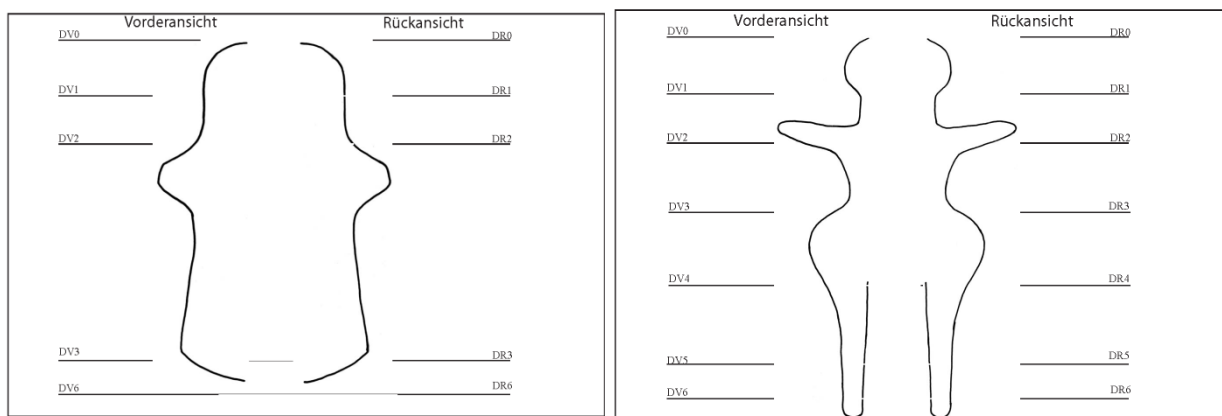 Vorderansicht Rückansicht
DV0 DR0
DV1 DR1
DV2 DR2
DV3 DR3
DV6 DR6
Vorderansicht Rückansicht
DV0 DR0
DV1 DR1
DV2 DR2
DV3 DR3
DV4 DR4
DV5 DR5
DV6 DR6